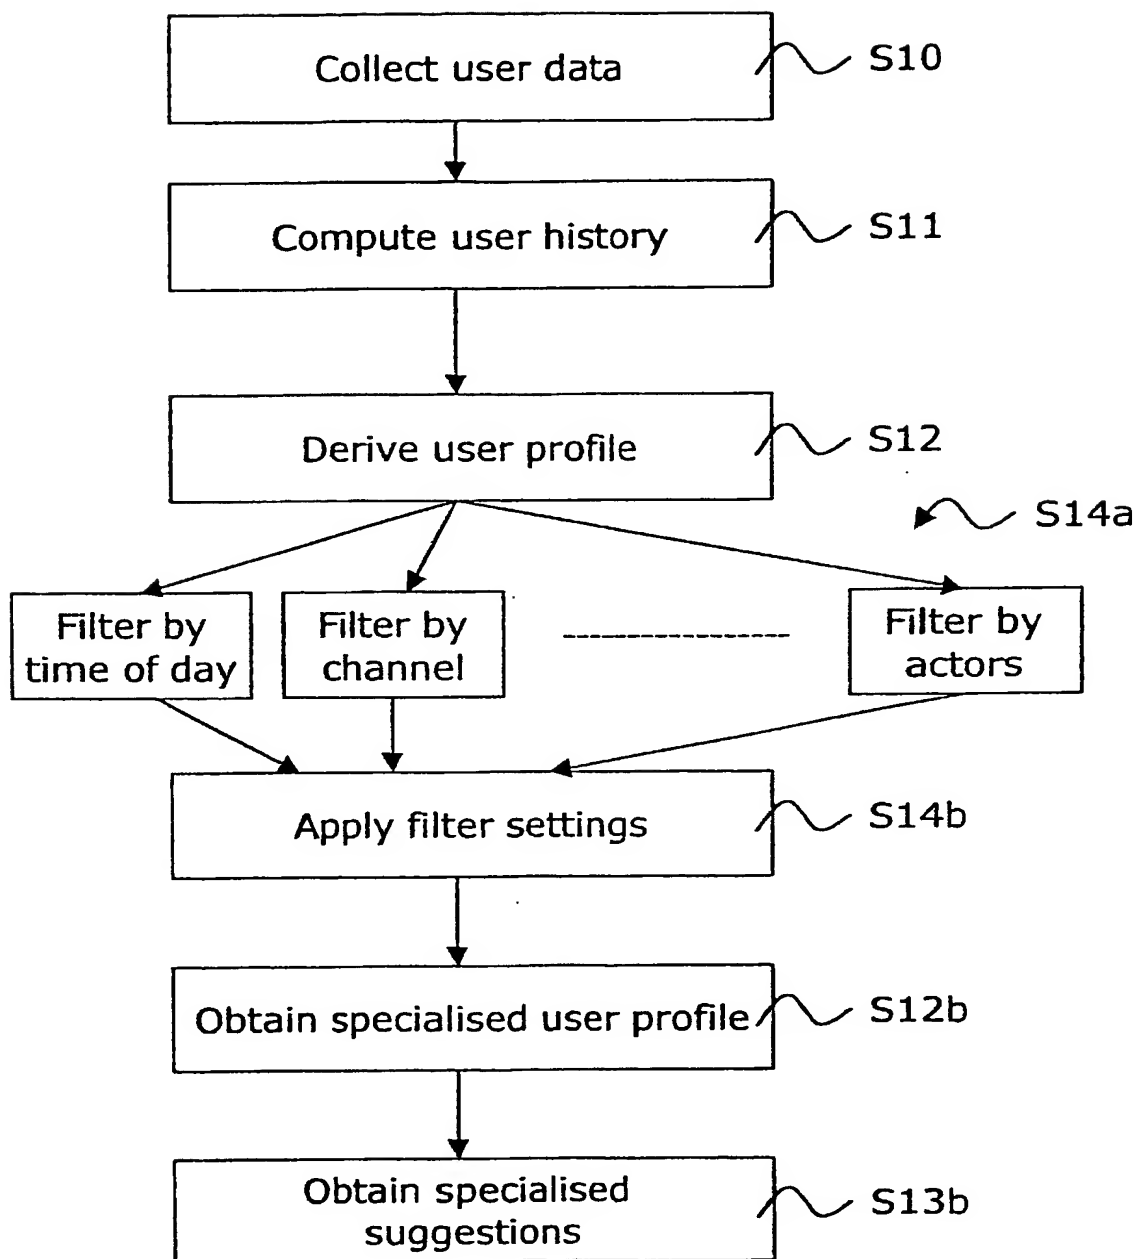 Collect user data
S10
Compute user history
S11
Derive user profile
S12
S14a
Filter by
time of day
Filter by
channel
Filter by
actors
Apply filter settings
S14b
Obtain specialised user profile
S12b
Obtain specialised
suggestions
S13b